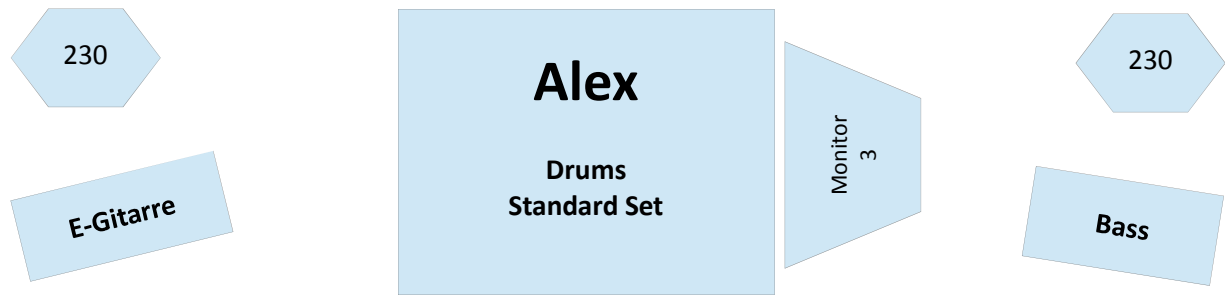 230
E-Gitarre
Alex
Drums
Standard Set
Monitor
3
230
Bass